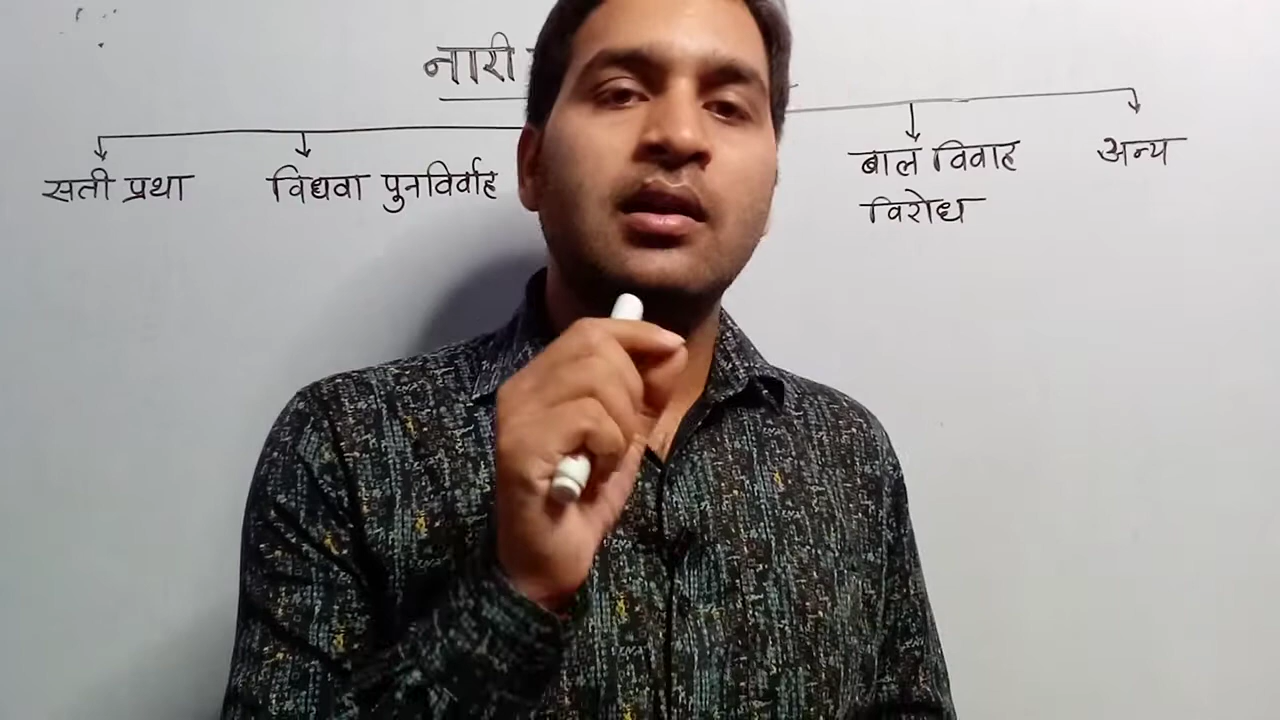 नारी
सती प्रथा
विधवा पुनर्विवाह
बाल विवाह
विरोध
अन्य